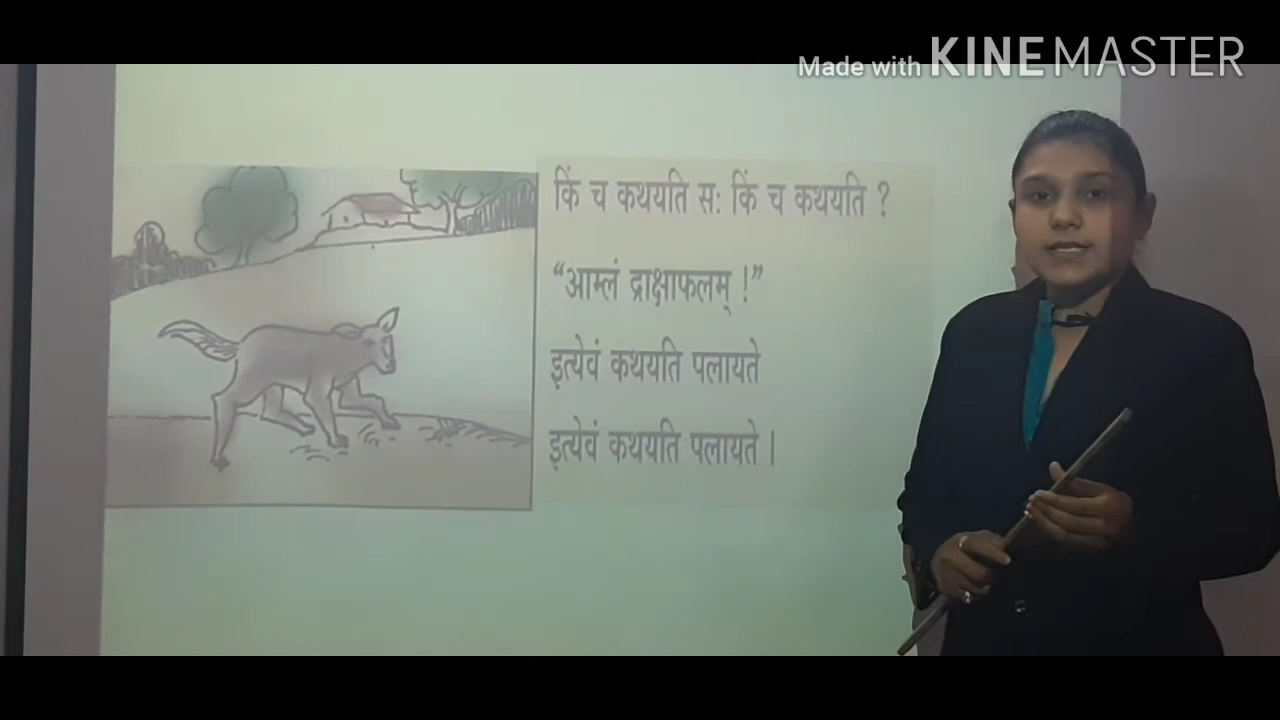 Made with KINEMASTER
किं च कथयति सः किं च कथयति ?
“आम्लं द्राक्षाफलम् !”
इत्येवं कथयति पलायते
इत्येवं कथयति पलायते ।